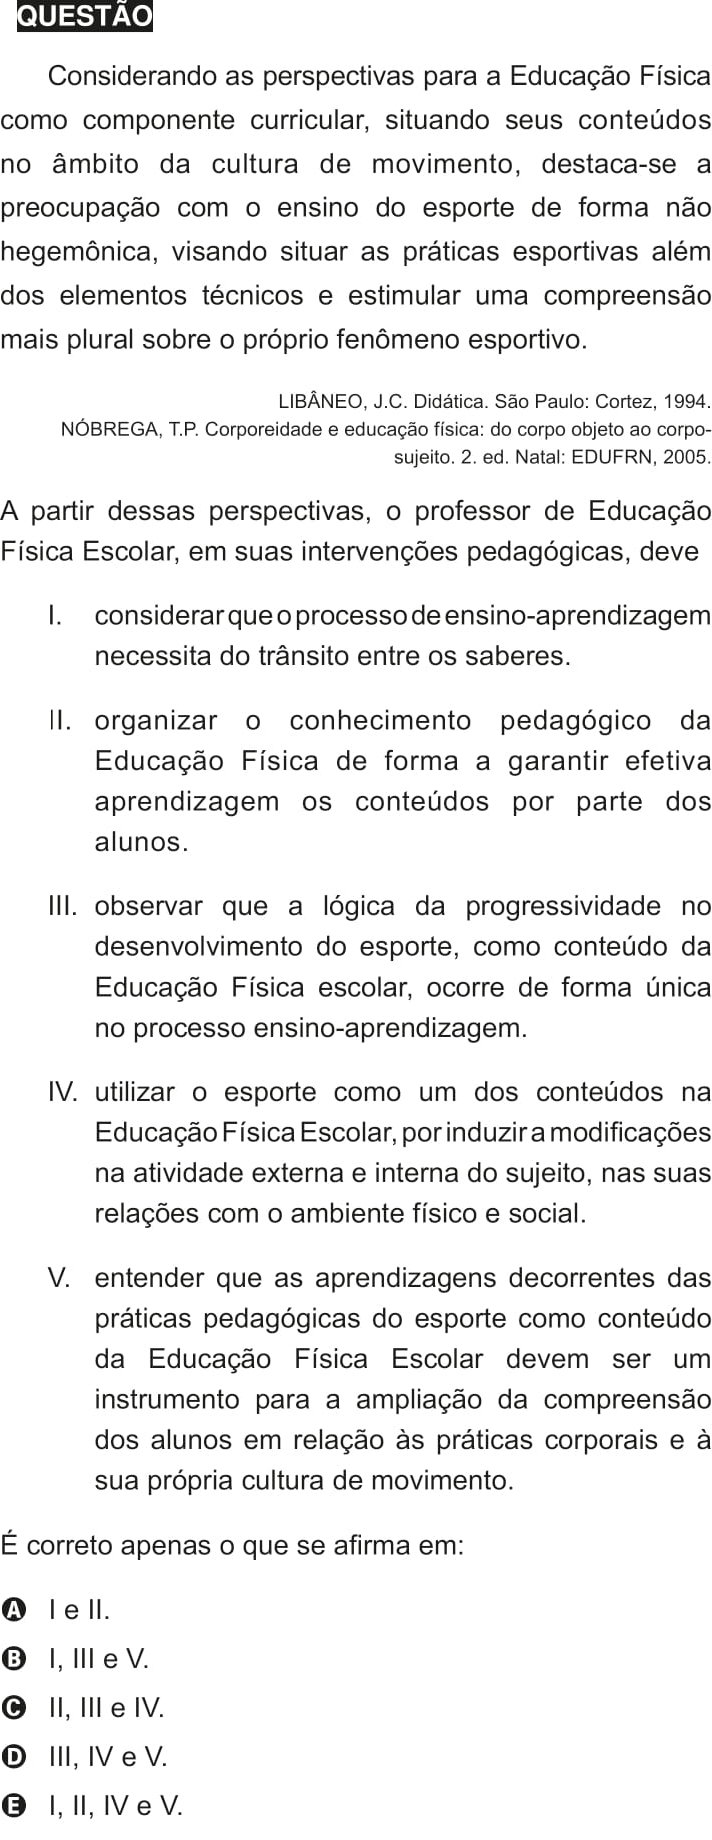 QUESTÃO
Considerando as perspectivas para a Educação Física
como componente curricular, situando seus conteúdos
no âmbito da cultura de movimento, destaca-se a
preocupação com o ensino do esporte de forma não
hegemônica, visando situar as práticas esportivas além
dos elementos técnicos e estimular uma compreensão
mais plural sobre o próprio fenômeno esportivo.
LIBÂNEO, J.C. Didática. São Paulo: Cortez, 1994.
NÓBREGA, T.P. Corporeidade e educação física: do corpo objeto ao corpo-
sujeito. 2. ed. Natal: EDUFRN, 2005.
A partir dessas perspectivas, o professor de Educação
Física Escolar, em suas intervenções pedagógicas, deve
I. considerar que o processo de ensino-aprendizagem
necessita do trânsito entre os saberes.
II. organizar o conhecimento pedagógico da
Educação Física de forma a garantir efetiva
aprendizagem os conteúdos por parte dos
alunos.
III. observar que a lógica da progressividade no
desenvolvimento do esporte, como conteúdo da
Educação Física escolar, ocorre de forma única
no processo ensino-aprendizagem.
IV. utilizar o esporte como um dos conteúdos na
Educação Física Escolar, por induzir a modificações
na atividade externa e interna do sujeito, nas suas
relações com o ambiente físico e social.
V. entender que as aprendizagens decorrentes das
práticas pedagógicas do esporte como conteúdo
da Educação Física Escolar devem ser um
instrumento para a ampliação da compreensão
dos alunos em relação às práticas corporais e à
sua própria cultura de movimento.
É correto apenas o que se afirma em:
A I e II.
B I, III e V.
C II, III e IV.
D III, IV e V.
E I, II, IV e V.